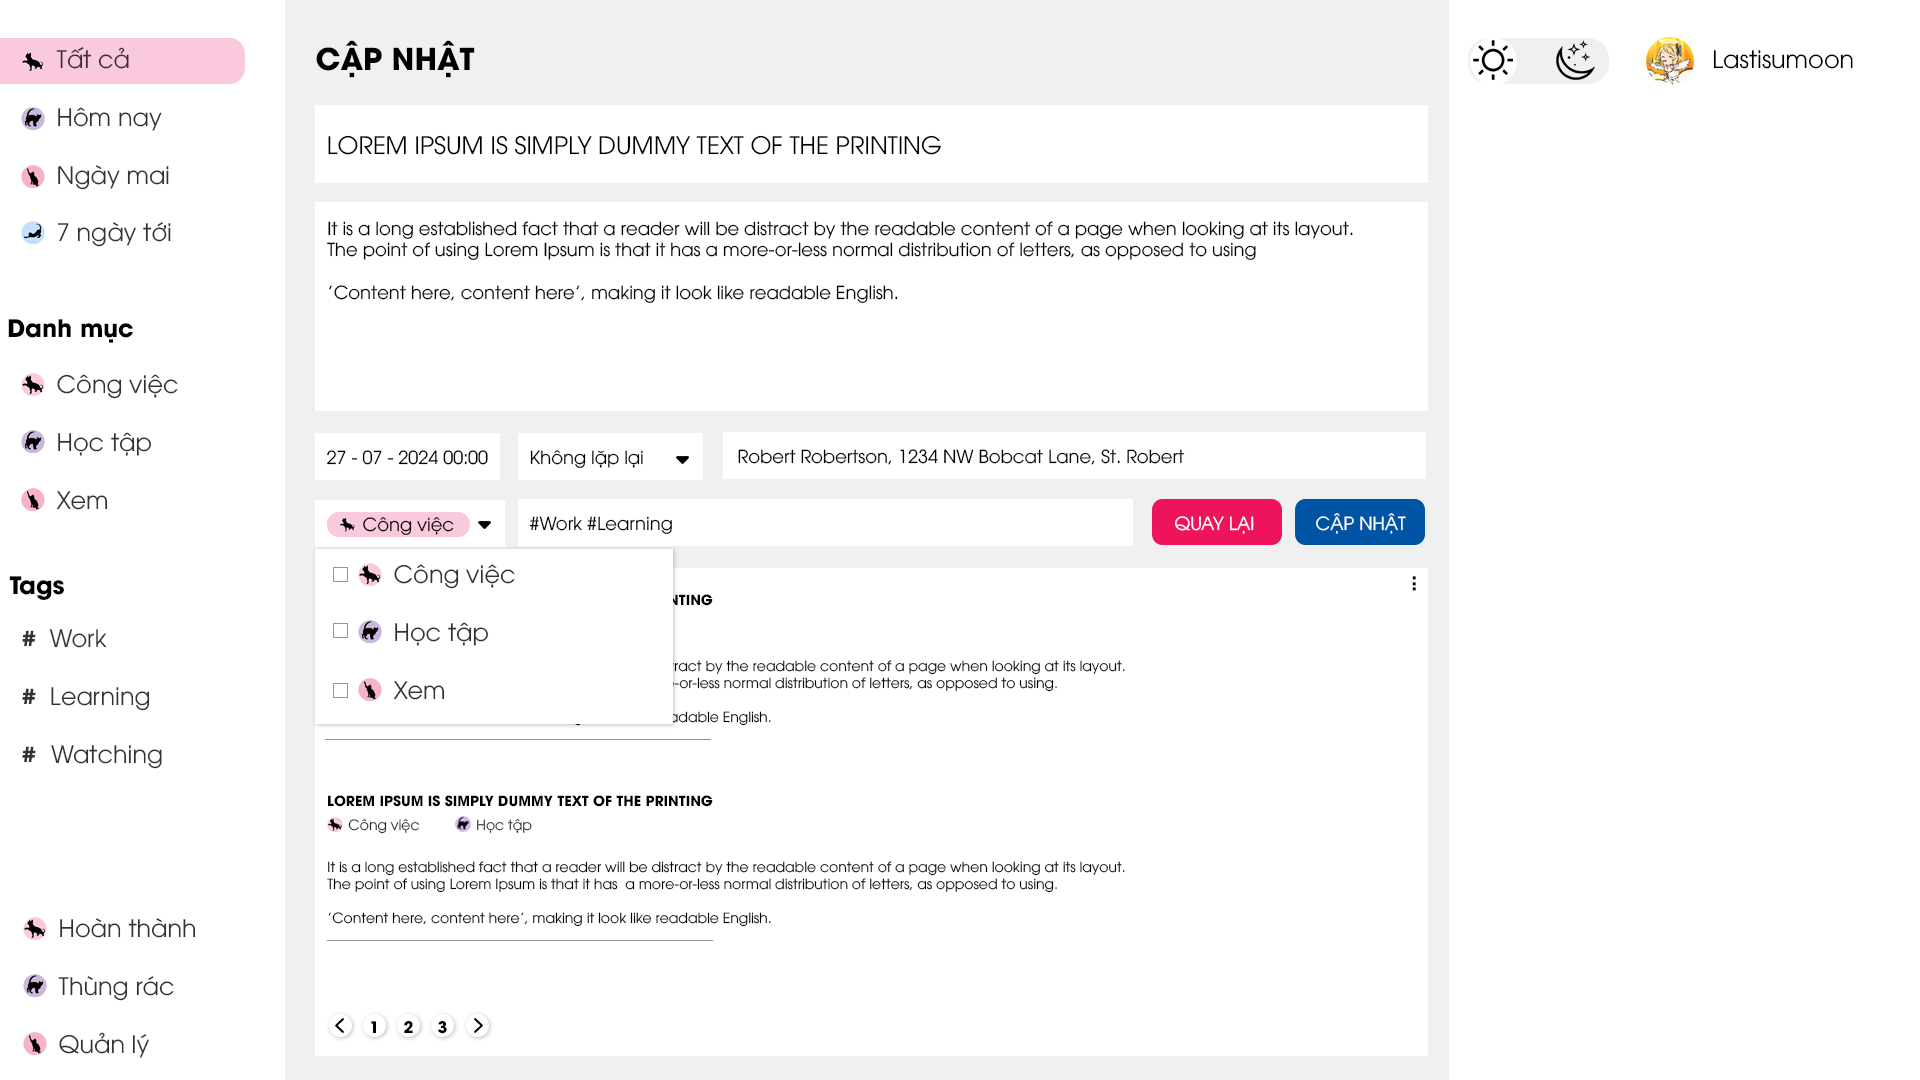 Tất cả
Hôm nay
Ngày mai
7 ngày tới
Danh mục
Công việc
Học tập
Xem
Tags
# Work
# Learning
# Watching
Hoàn thành
Thùng rác
Quản lý
CẬP NHẬT
LOREM IPSUM IS SIMPLY DUMMY TEXT OF THE PRINTING
It is a long established fact that a reader will be distract by the readable content of a page when looking at its layout.
The point of using Lorem Ipsum is that it has a more-or-less normal distribution of letters, as opposed to using
'Content here, content here', making it look like readable English.
27 - 07 - 2024 00:00
Không lặp lại
Robert Robertson, 1234 NW Bobcat Lane, St. Robert
Công việc
#Work #Learning
QUAY LẠI
CẬP NHẬT
Công việc
Học tập
Xem
NTING
ract by the readable content of a page when looking at its layout.
-or-less normal distribution of letters, as opposed to using.
adable English.
LOREM IPSUM IS SIMPLY DUMMY TEXT OF THE PRINTING
Công việc
Học tập
It is a long established fact that a reader will be distract by the readable content of a page when looking at its layout.
The point of using Lorem Ipsum is that it has a more-or-less normal distribution of letters, as opposed to using.
'Content here, content here', making it look like readable English.
1
2
3
Lastisumoon